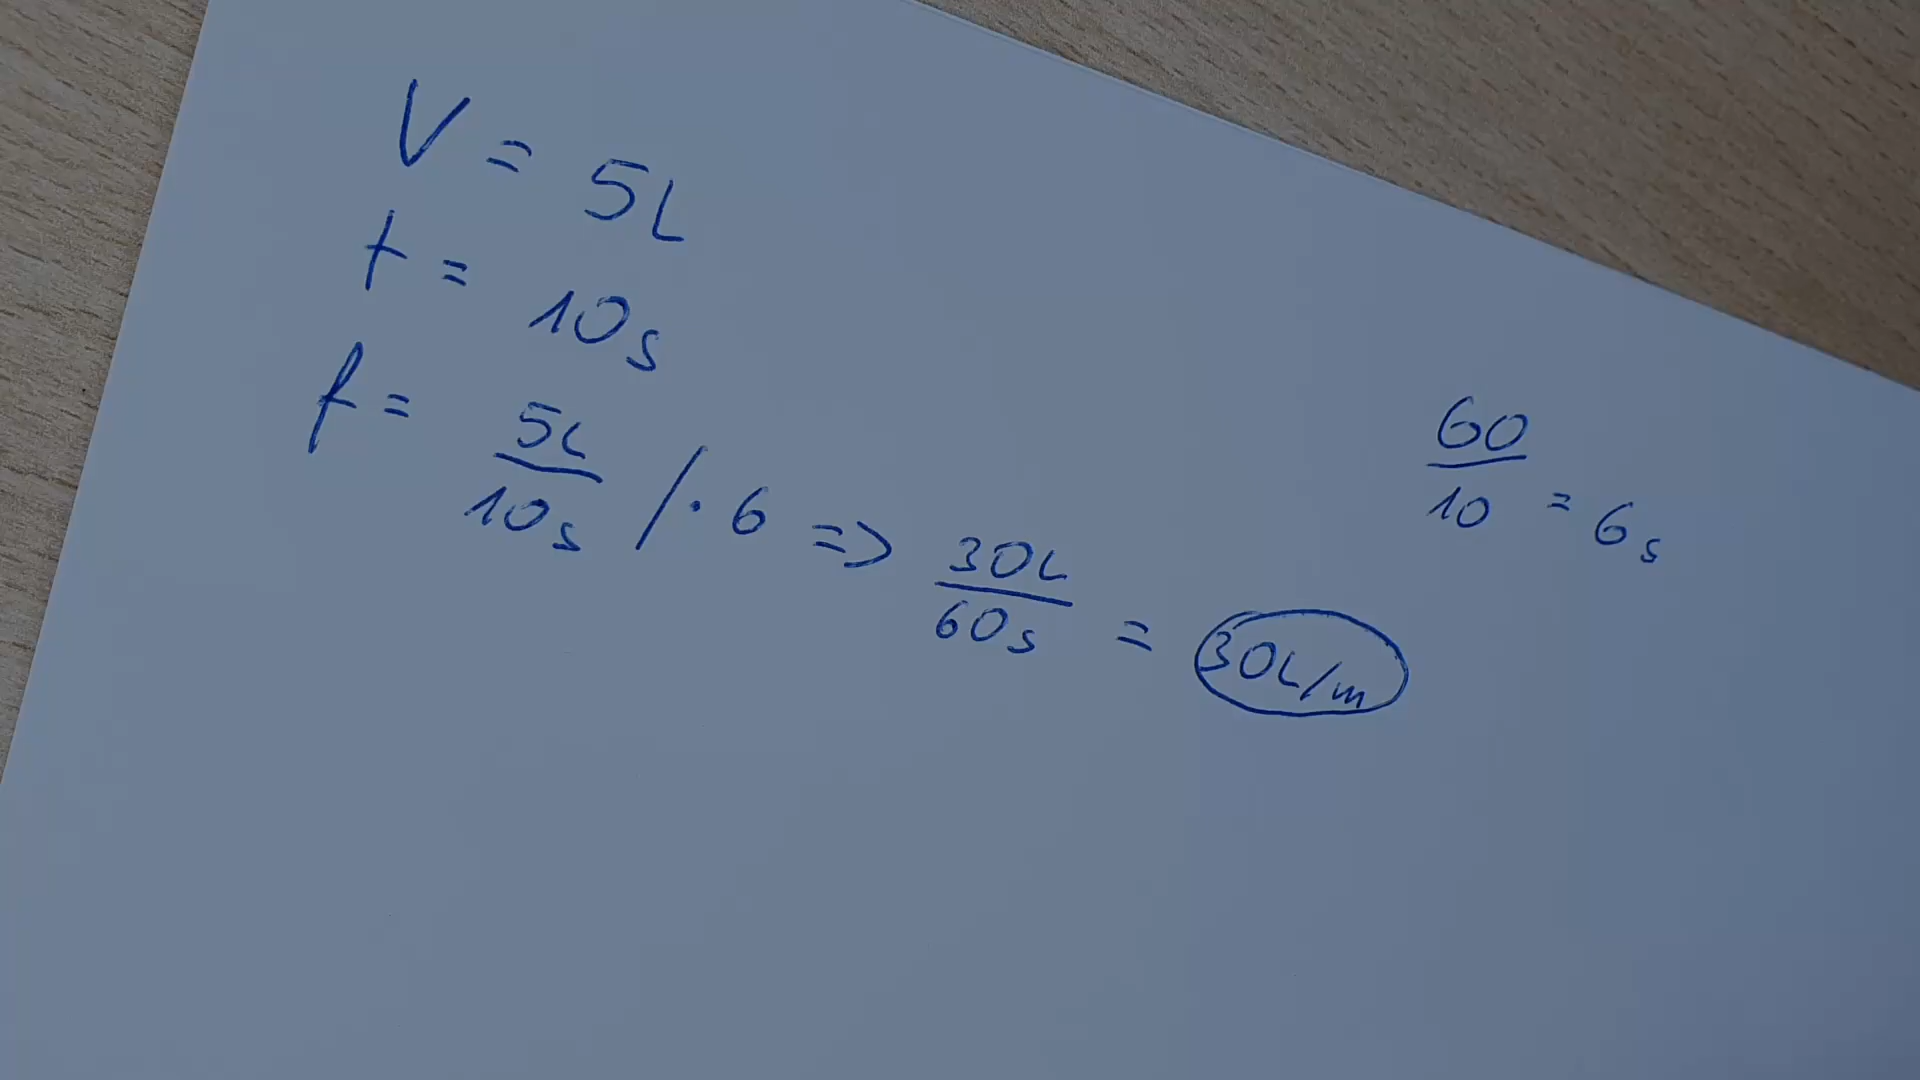 V = 5L
t = 10s
f = 5L/10s /·6 => 30L/60s = 30L/m
60/10 = 6s